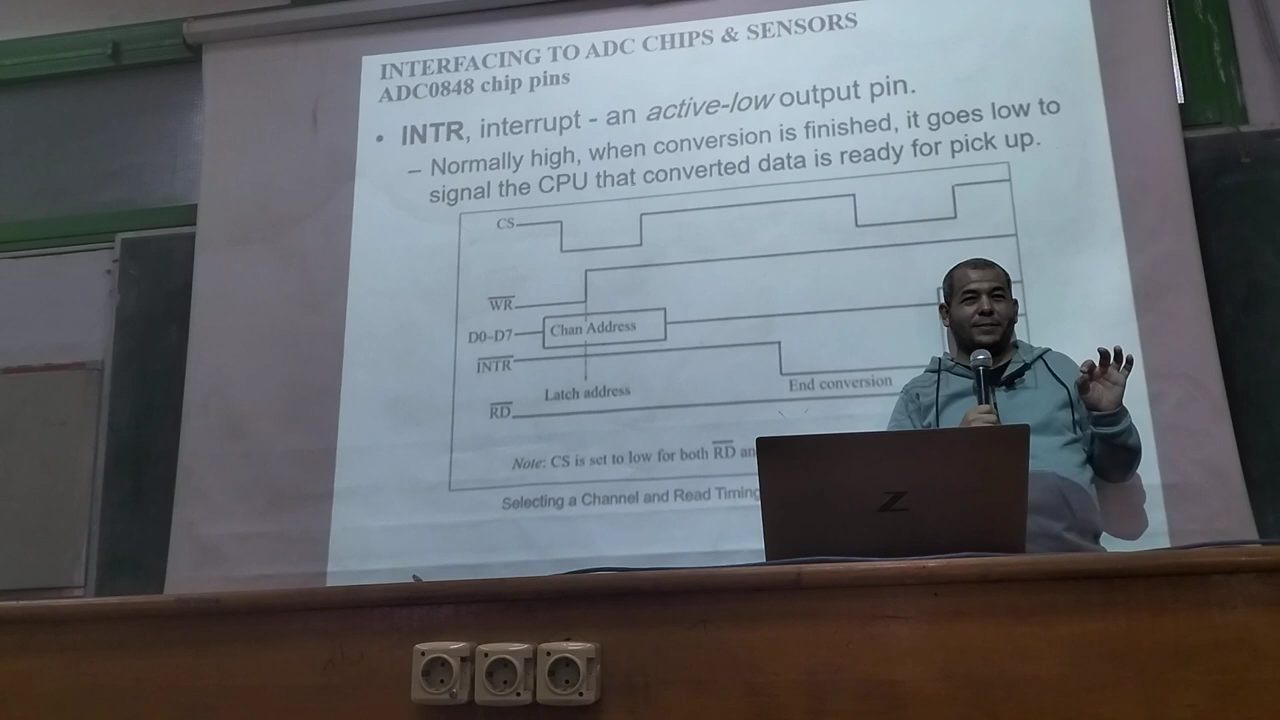 INTERFACING TO ADC CHIPS & SENSORS
ADC0848 chip pins
• INTR, interrupt - an active-low output pin.
– Normally high, when conversion is finished, it goes low to
signal the CPU that converted data is ready for pick up.
CS
WR
D0–D7
Chan Address
INTR
Latch address
End conversion
RD
Note: CS is set to low for both RD an
Selecting a Channel and Read Timing
Z